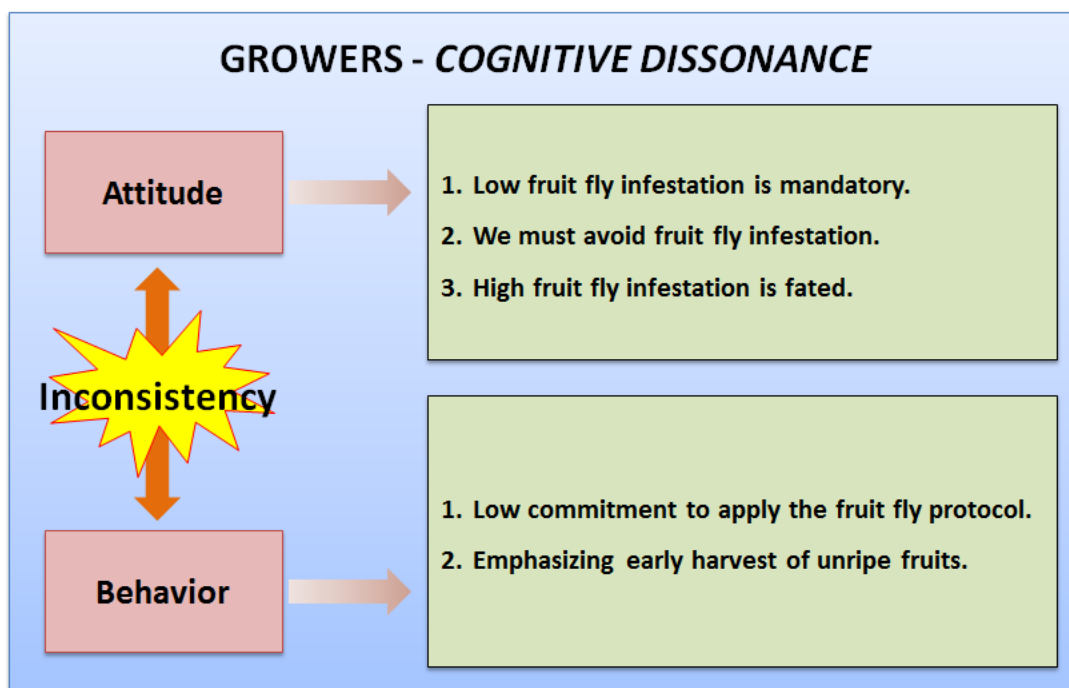 GROWERS - COGNITIVE DISSONANCE
Attitude
1. Low fruit fly infestation is mandatory.
2. We must avoid fruit fly infestation.
3. High fruit fly infestation is fated.
Inconsistency
Behavior
1. Low commitment to apply the fruit fly protocol.
2. Emphasizing early harvest of unripe fruits.